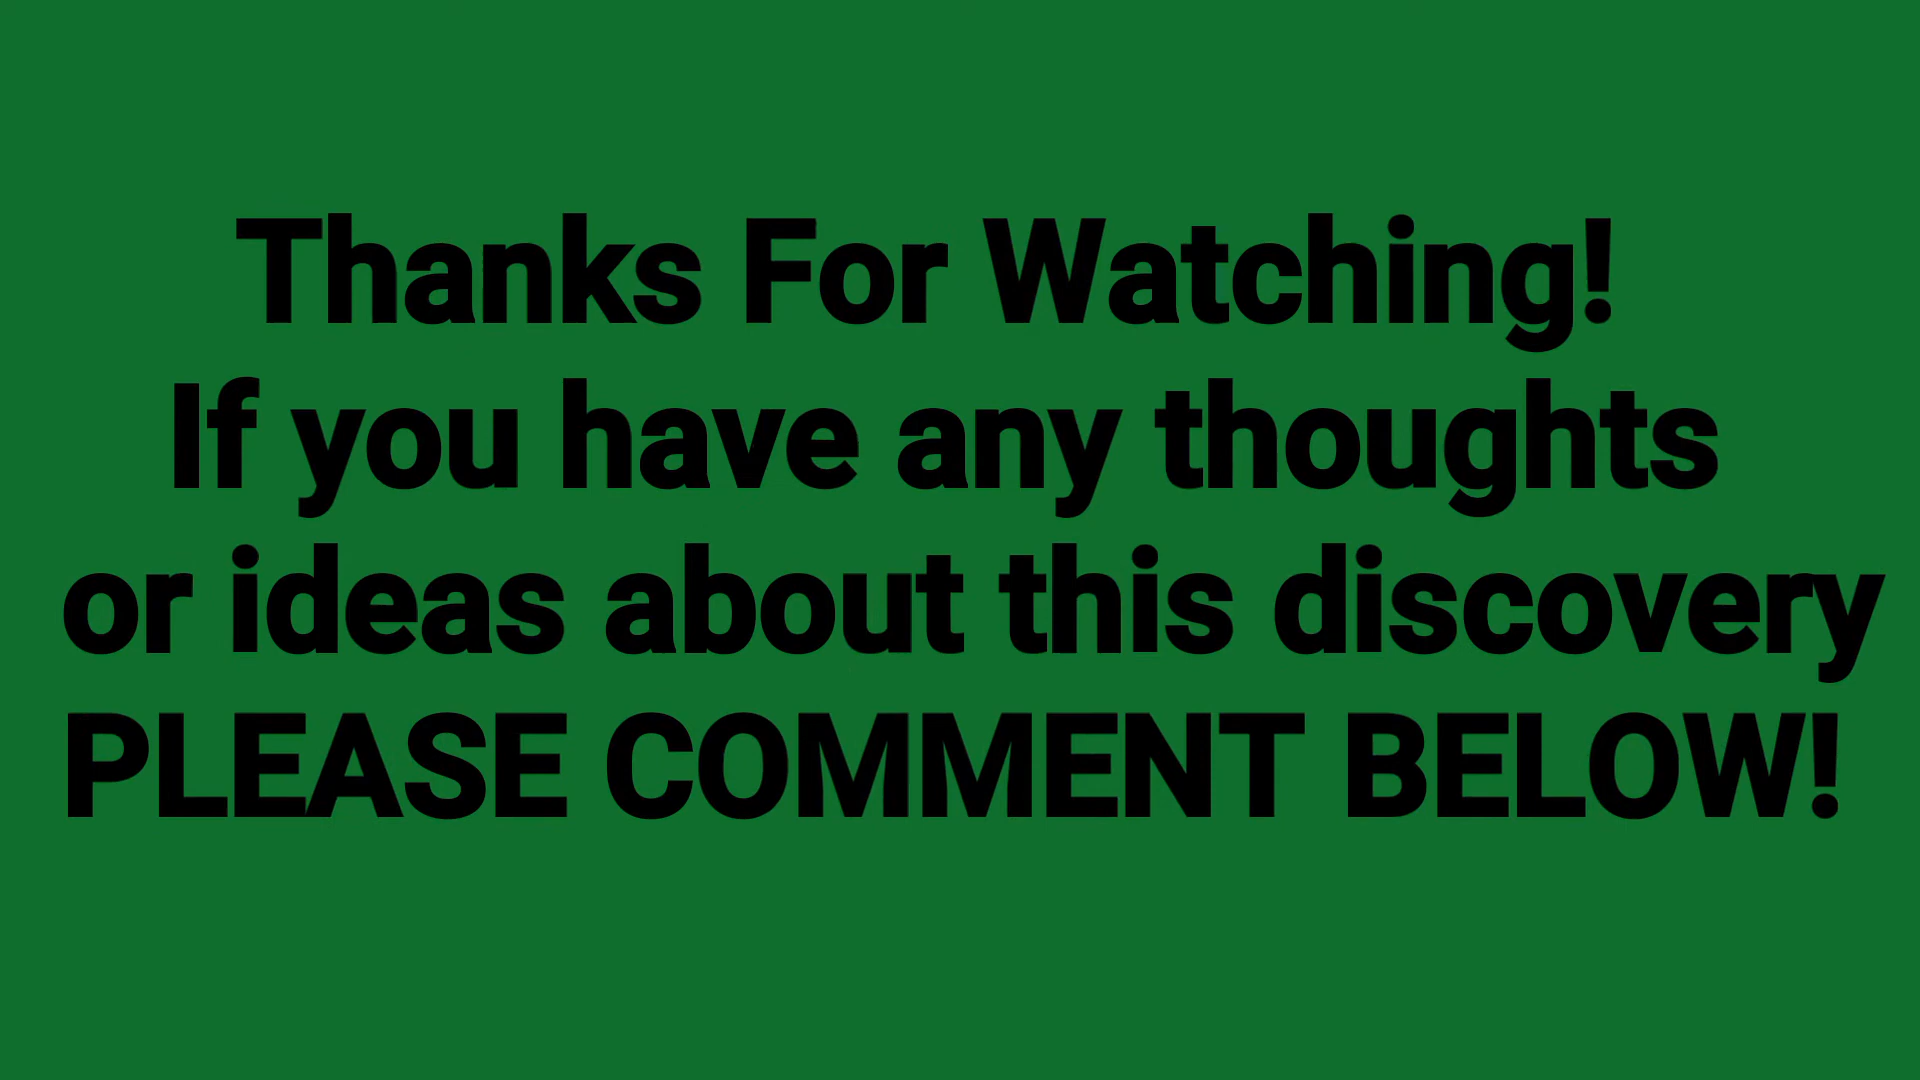 Thanks For Watching!
If you have any thoughts
or ideas about this discovery
PLEASE COMMENT BELOW!